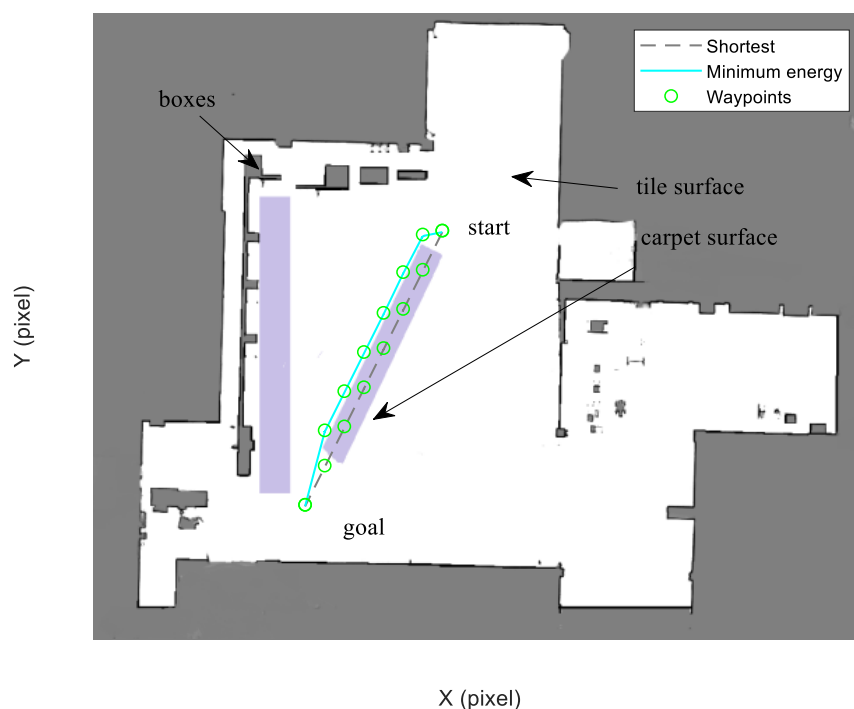 Shortest
Minimum energy
Waypoints
boxes
tile surface
start
carpet surface
Y (pixel)
goal
X (pixel)